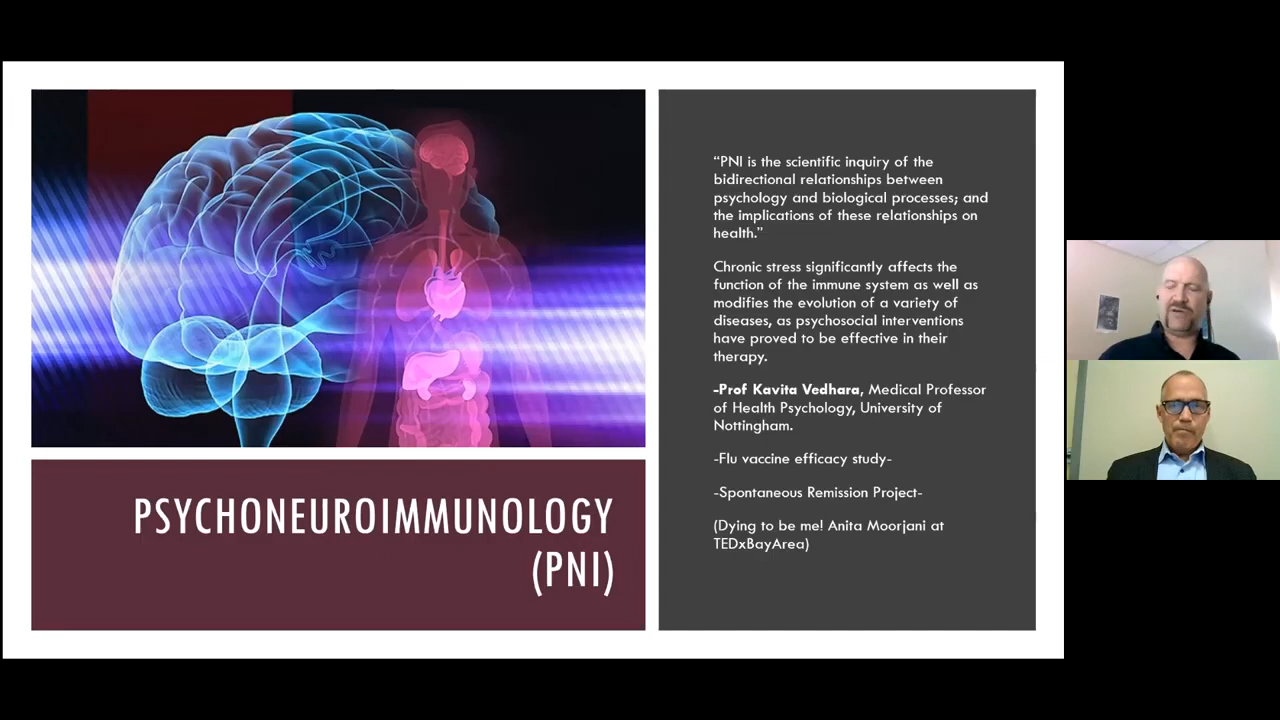 “PNI is the scientific inquiry of the
bidirectional relationships between
psychology and biological processes; and
the implications of these relationships on
health.”
Chronic stress significantly affects the
function of the immune system as well as
modifies the evolution of a variety of
diseases, as psychosocial interventions
have proved to be effective in their
therapy.
-Prof Kavita Vedhara, Medical Professor
of Health Psychology, University of
Nottingham.
-Flu vaccine efficacy study-
-Spontaneous Remission Project-
(Dying to be me! Anita Moorjani at
TEDxBayArea)
PSYCHONEUROIMMUNOLOGY
(PNI)